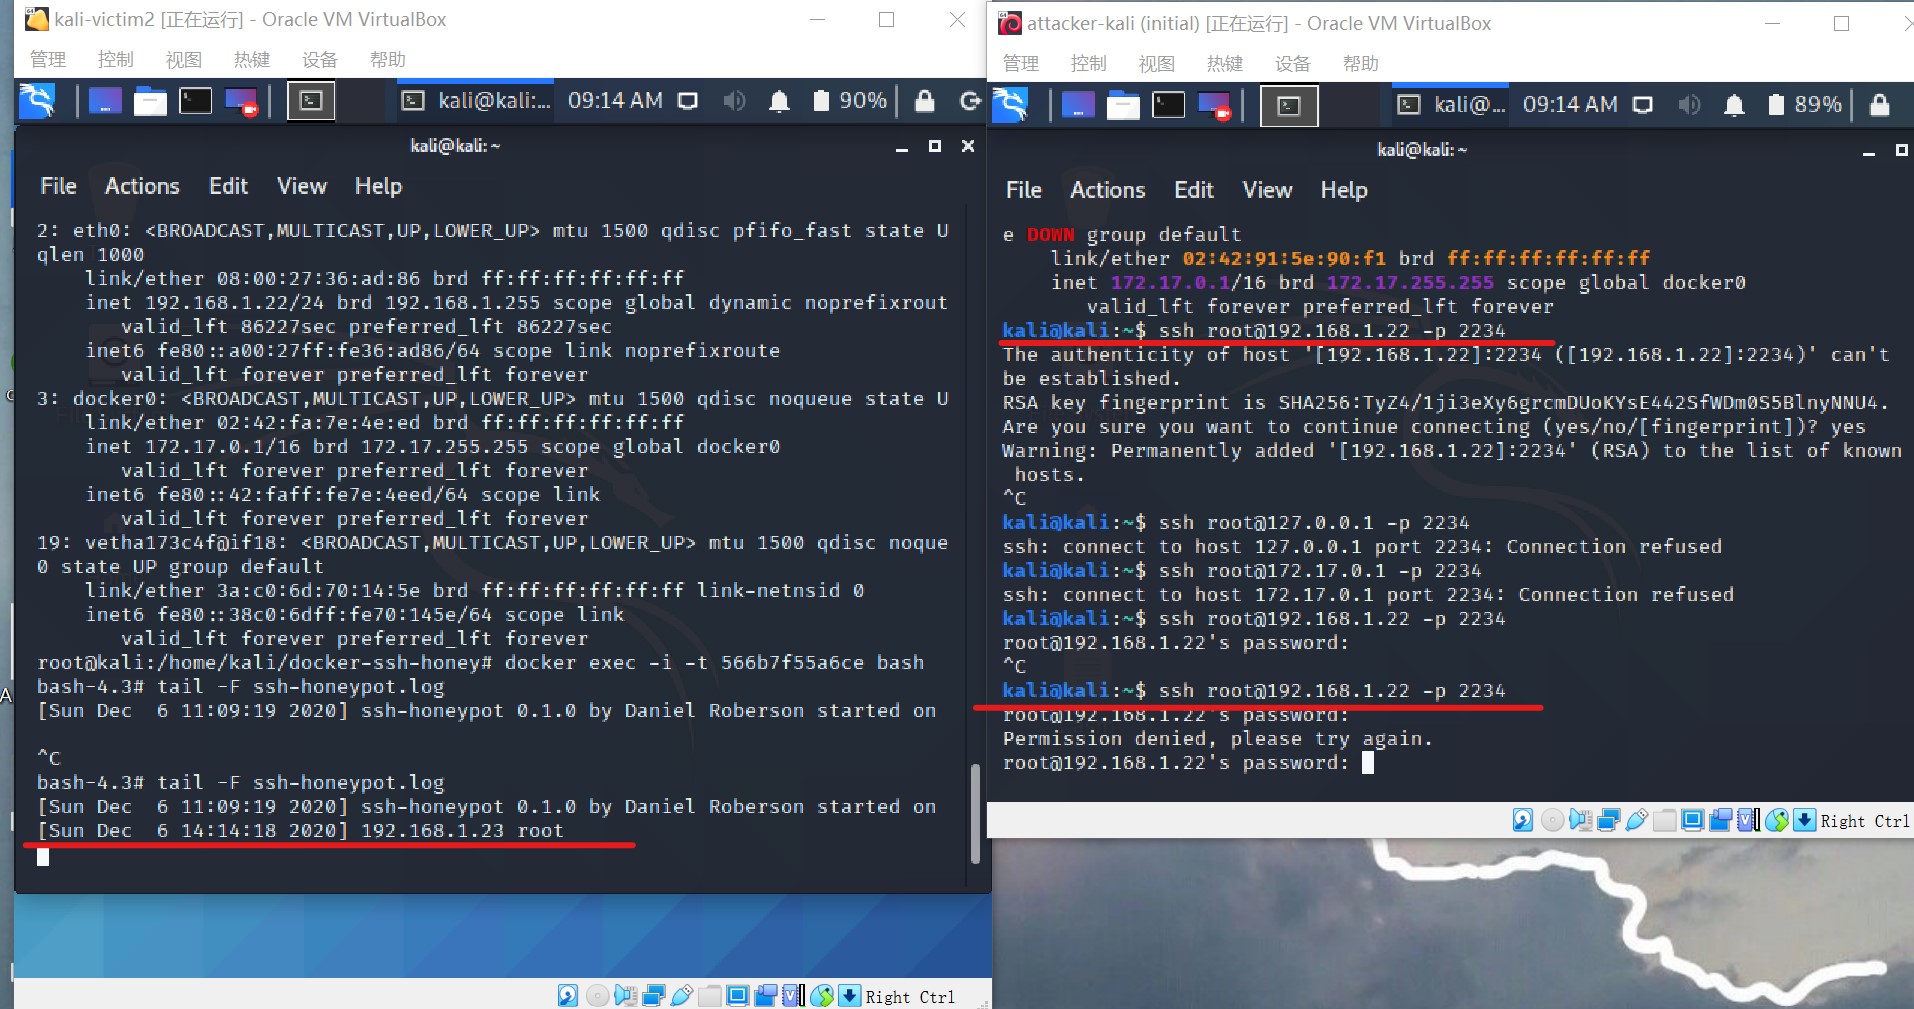 kali-victim2 [正在运行] - Oracle VM VirtualBox
管理 控制 视图 热键 设备 帮助
kali@kali:... 09:14 AM 90%
kali@kali: ~
File Actions Edit View Help
2: eth0: <BROADCAST,MULTICAST,UP,LOWER_UP> mtu 1500 qdisc pfifo_fast state U
qlen 1000
link/ether 08:00:27:36:ad:86 brd ff:ff:ff:ff:ff:ff
inet 192.168.1.22/24 brd 192.168.1.255 scope global dynamic noprefixrout
valid_lft 86227sec preferred_lft 86227sec
inet6 fe80::a00:27ff:fe36:ad86/64 scope link noprefixroute
valid_lft forever preferred_lft forever
3: docker0: <BROADCAST,MULTICAST,UP,LOWER_UP> mtu 1500 qdisc noqueue state U
link/ether 02:42:fa:7e:4e:ed brd ff:ff:ff:ff:ff:ff
inet 172.17.0.1/16 brd 172.17.255.255 scope global docker0
valid_lft forever preferred_lft forever
inet6 fe80::42:faff:fe7e:4eed/64 scope link
valid_lft forever preferred_lft forever
19: vetha173c4f@if18: <BROADCAST,MULTICAST,UP,LOWER_UP> mtu 1500 qdisc noque
0 state UP group default
link/ether 3a:c0:6d:70:14:5e brd ff:ff:ff:ff:ff:ff link-netnsid 0
inet6 fe80::38c0:6dff:fe70:145e/64 scope link
valid_lft forever preferred_lft forever
root@kali:/home/kali/docker-ssh-honey# docker exec -i -t 566b7f55a6ce bash
bash-4.3# tail -F ssh-honeypot.log
[Sun Dec  6 11:09:19 2020] ssh-honeypot 0.1.0 by Daniel Roberson started on
^C
bash-4.3# tail -F ssh-honeypot.log
[Sun Dec  6 11:09:19 2020] ssh-honeypot 0.1.0 by Daniel Roberson started on
[Sun Dec  6 14:14:18 2020] 192.168.1.23 root
Right Ctrl
attacker-kali (initial) [正在运行] - Oracle VM VirtualBox
管理 控制 视图 热键 设备 帮助
kali@... 09:14 AM 89%
kali@kali: ~
File Actions Edit View Help
e DOWN group default
link/ether 02:42:91:5e:90:f1 brd ff:ff:ff:ff:ff:ff
inet 172.17.0.1/16 brd 172.17.255.255 scope global docker0
valid_lft forever preferred_lft forever
kali@kali:~$ ssh root@192.168.1.22 -p 2234
The authenticity of host '[192.168.1.22]:2234 ([192.168.1.22]:2234)' can't
be established.
RSA key fingerprint is SHA256:TyZ4/1ji3eXy6grcmDUoKYsE442SfWDm0S5BlnyNNU4.
Are you sure you want to continue connecting (yes/no/[fingerprint])? yes
Warning: Permanently added '[192.168.1.22]:2234' (RSA) to the list of known
hosts.
^C
kali@kali:~$ ssh root@127.0.0.1 -p 2234
ssh: connect to host 127.0.0.1 port 2234: Connection refused
kali@kali:~$ ssh root@172.17.0.1 -p 2234
ssh: connect to host 172.17.0.1 port 2234: Connection refused
kali@kali:~$ ssh root@192.168.1.22 -p 2234
root@192.168.1.22's password:
^C
kali@kali:~$ ssh root@192.168.1.22 -p 2234
root@192.168.1.22's password:
Permission denied, please try again.
root@192.168.1.22's password:
Right Ctrl